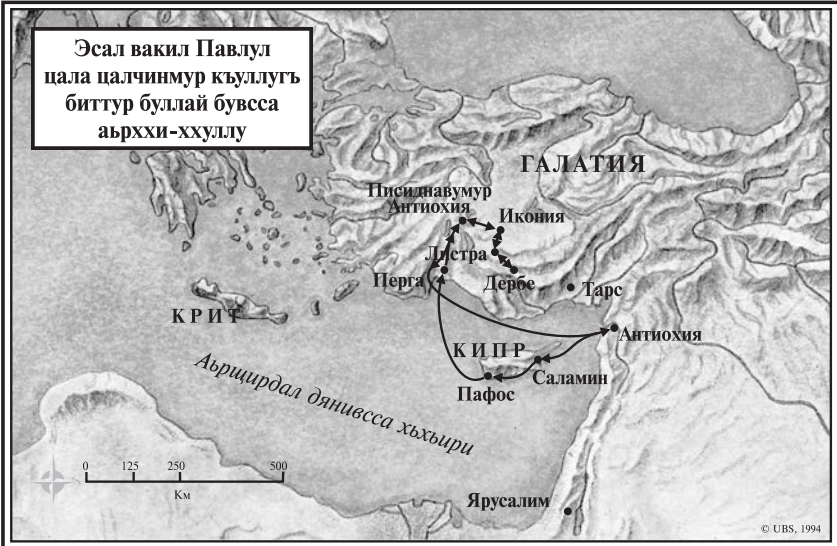 Эсал вакил Павлул
цала цалчинмур къуллугъ
биттур буллай бувсса
аьрххи-ххуллу
ГАЛАТИЯ
Писиднавумур
Антиохия
Икония
Листра
Перга
Дербе
Тарс
КРИТ
Антиохия
КИПР
Саламин
Пафос
Аьрщирдал дянивсса хьхьири
0 125 250 500
Км
Ярусалим
© UBS, 1994